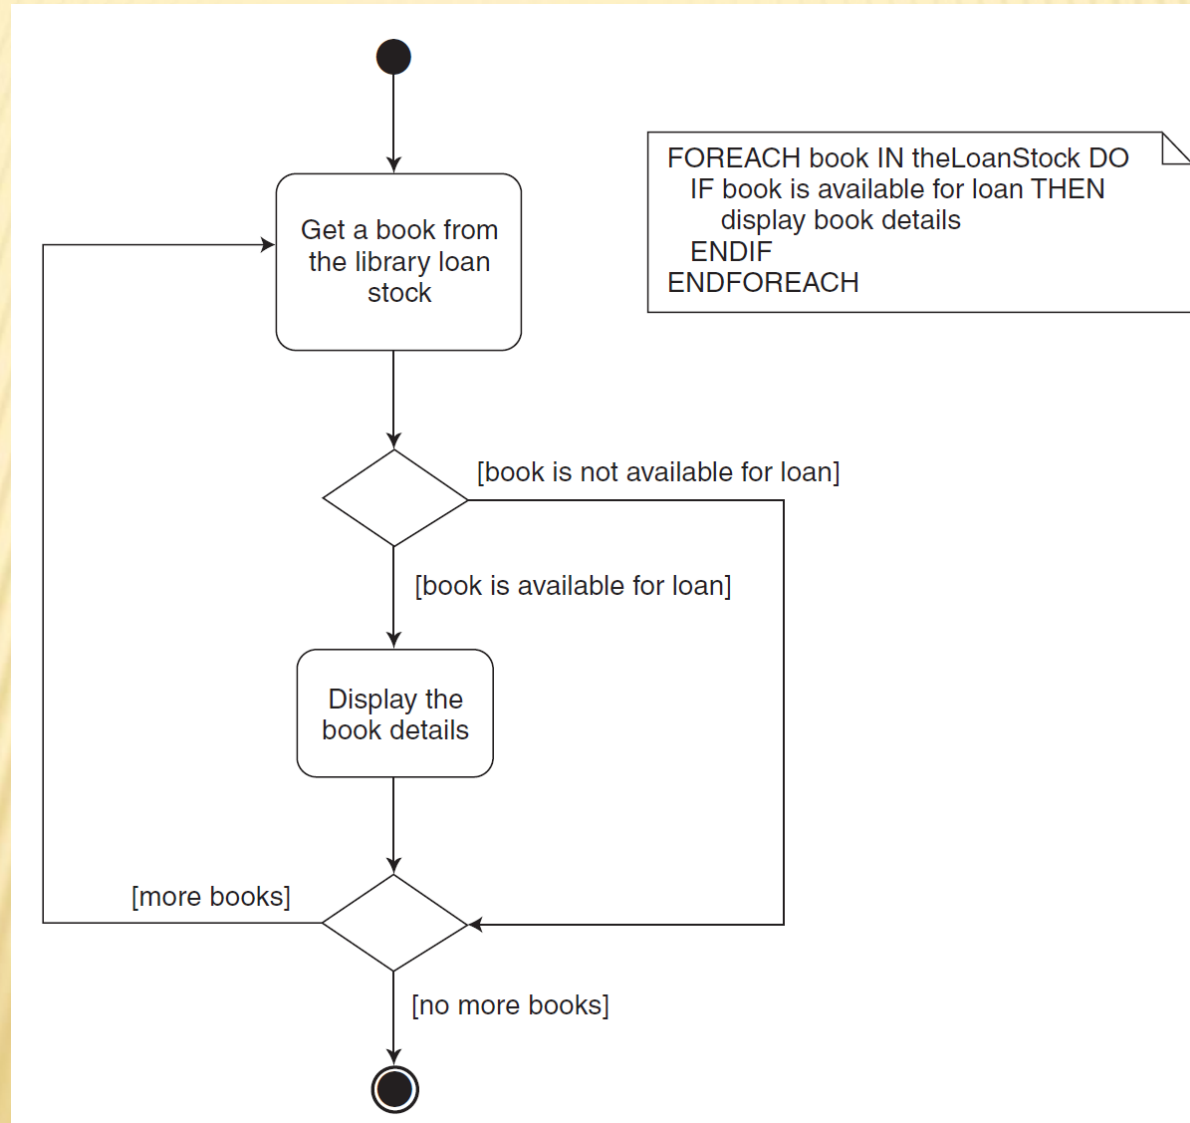 FOREACH book IN theLoanStock DO
IF book is available for loan THEN
display book details
ENDIF
ENDFOREACH
Get a book from
the library loan
stock
[book is not available for loan]
[book is available for loan]
Display the
book details
[more books]
[no more books]